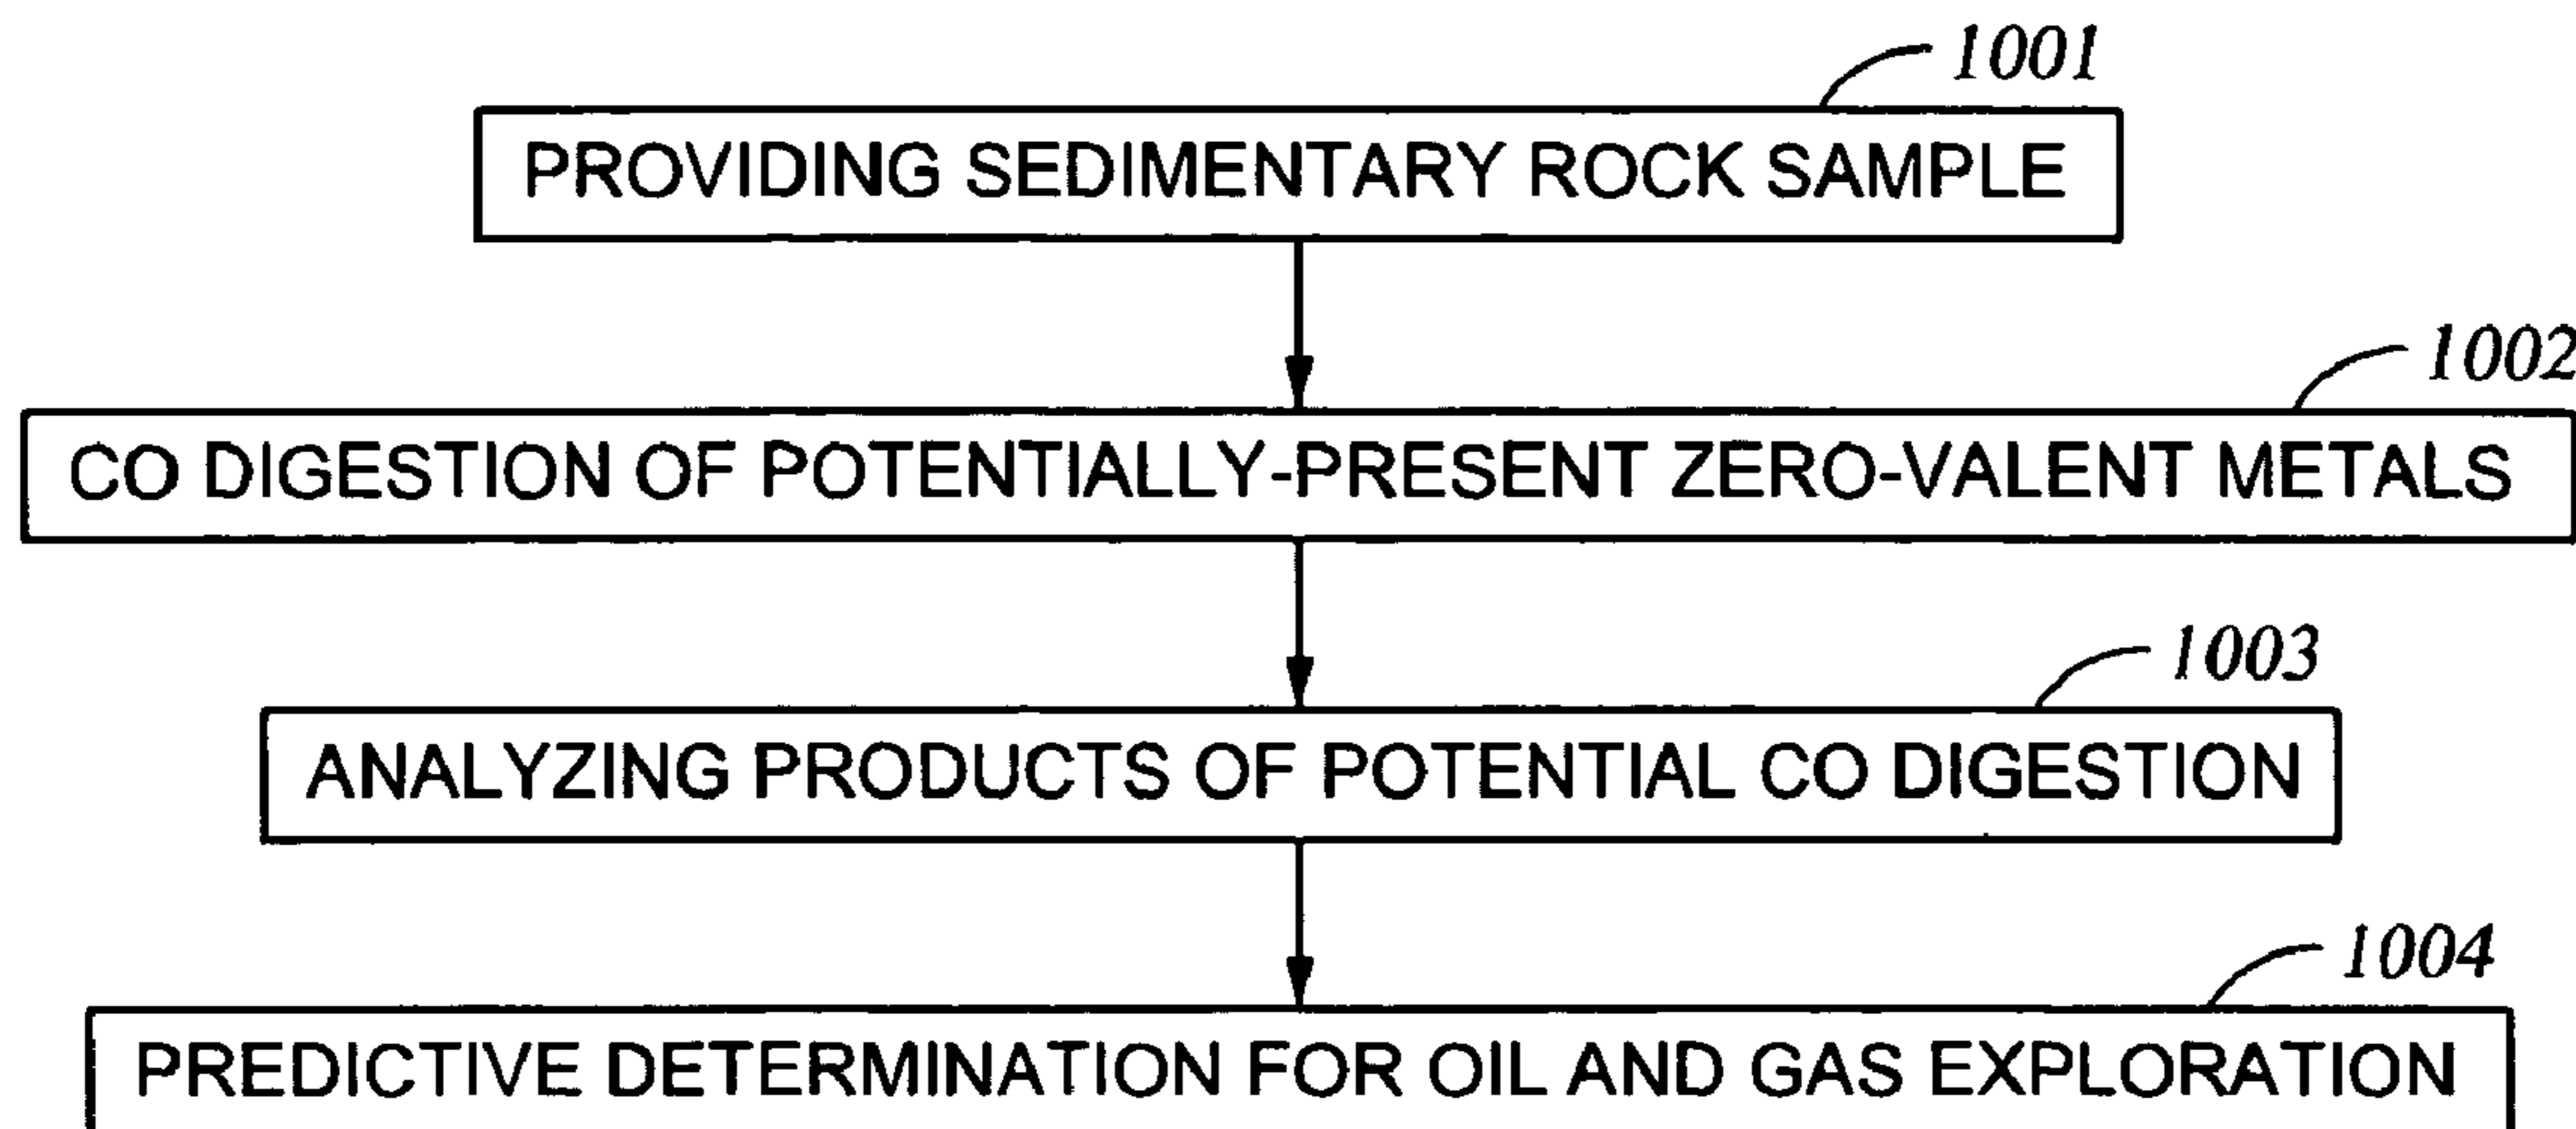 1001
PROVIDING SEDIMENTARY ROCK SAMPLE
1002
CO DIGESTION OF POTENTIALLY-PRESENT ZERO-VALENT METALS
1003
ANALYZING PRODUCTS OF POTENTIAL CO DIGESTION
1004
PREDICTIVE DETERMINATION FOR OIL AND GAS EXPLORATION